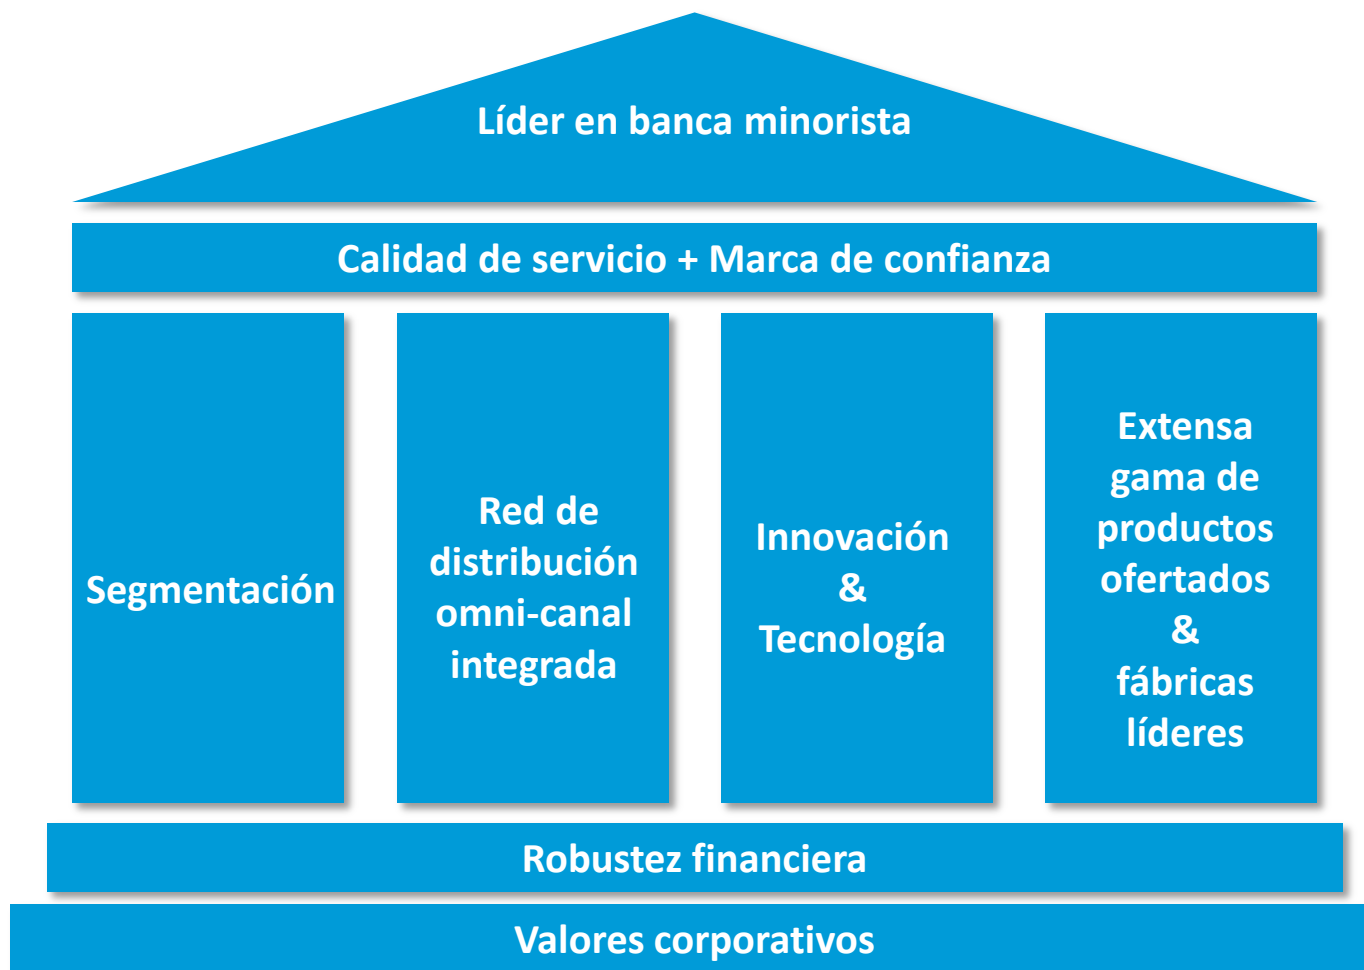 Líder en banca minorista
Calidad de servicio + Marca de confianza
Segmentación
Red de
distribución
omni-canal
integrada
Innovación
&
Tecnología
Extensa
gama de
productos
ofertados
&
fábricas
líderes
Robustez financiera
Valores corporativos